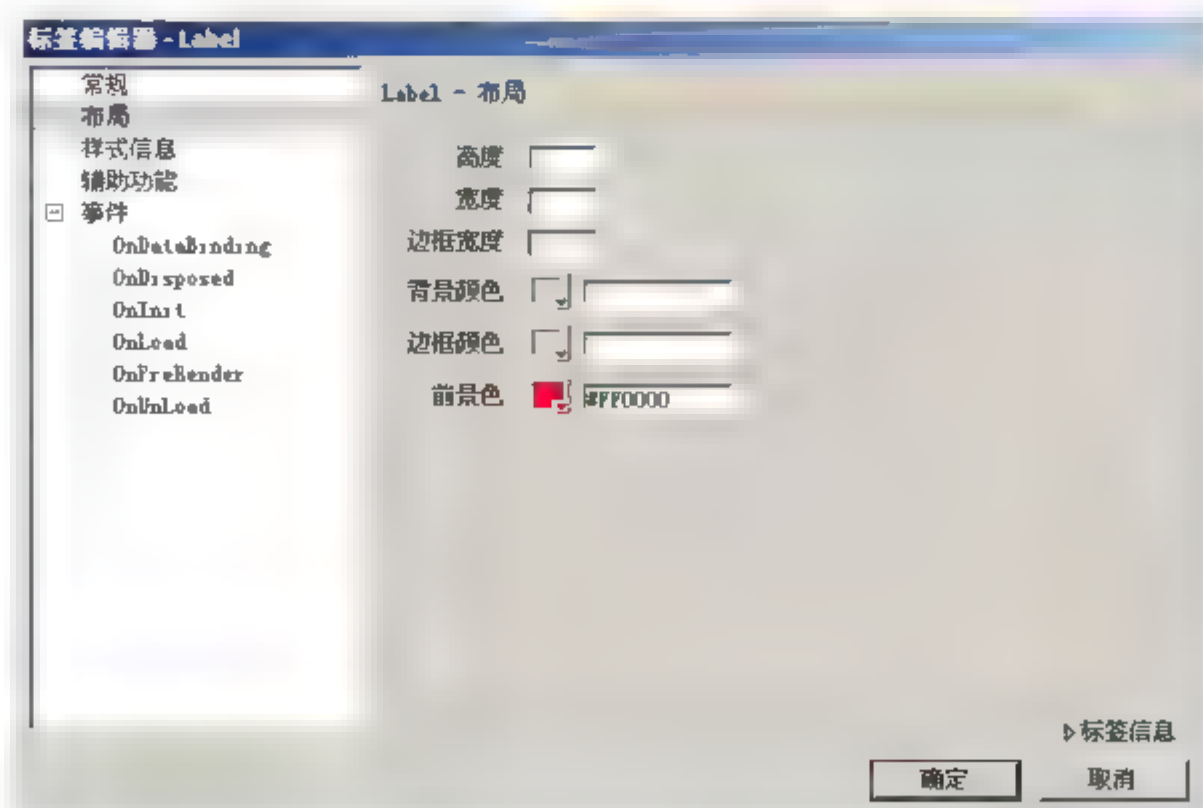 标签编辑器 - Label
常规
布局
样式信息
辅助功能
事件
OnDataBinding
OnDisposed
OnInit
OnLoad
OnPreRender
OnUnLoad
Label - 布局
高度
宽度
边框宽度
背景颜色
边框颜色
前景色 #FF0000
标签信息
确定 取消